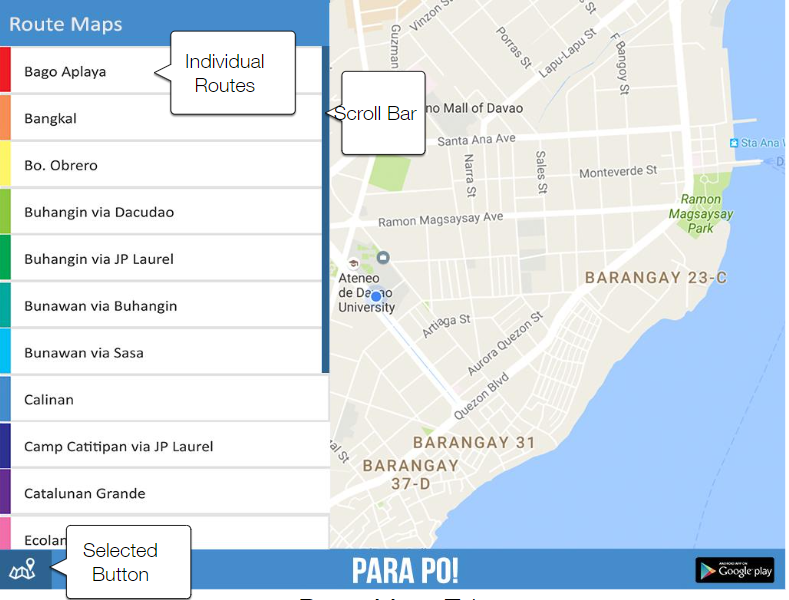 Route Maps
Individual
Routes
Bago Aplaya
Bangkal
Bo. Obrero
Buhangin via Dacudao
Buhangin via JP Laurel
Bunawan via Buhangin
Bunawan via Sasa
Calinan
Camp Catitipan via JP Laurel
Catalunan Grande
Selected
Button
Scroll Bar
Vinzon St
Guzman
Porras St
Lapu-Lapu St
F Bangoy St
no Mall of Davao
Santa Ana Ave
Sta Ana
Narra St
Sales St
Monteverde St
Ramon
Magsaysay
Park
Ramon Magsaysay Ave
Ateneo
de Davao
University
BARANGAY 23-C
Artiaga St
Aurora Quezon St
Quezon Blvd
BARANGAY 31
BARANGAY
37-D
PARA PO!
ANDROID APP ON
Google play